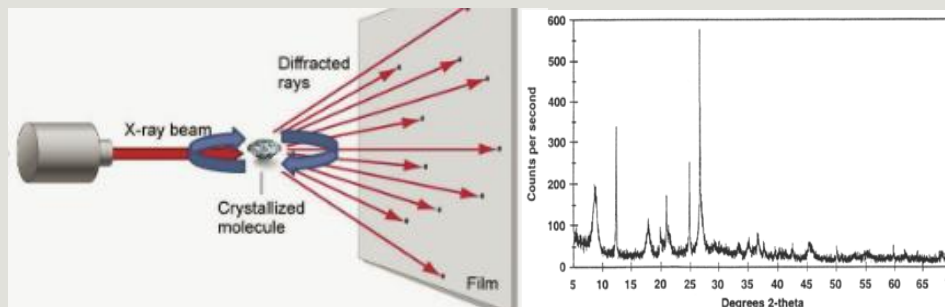 Diffracted
rays
X-ray beam
Crystallized
molecule
Film
Counts per second
600
500
400
300
200
100
0
5 10 15 20 25 30 35 40 45 50 55 60 65
Degrees 2-theta